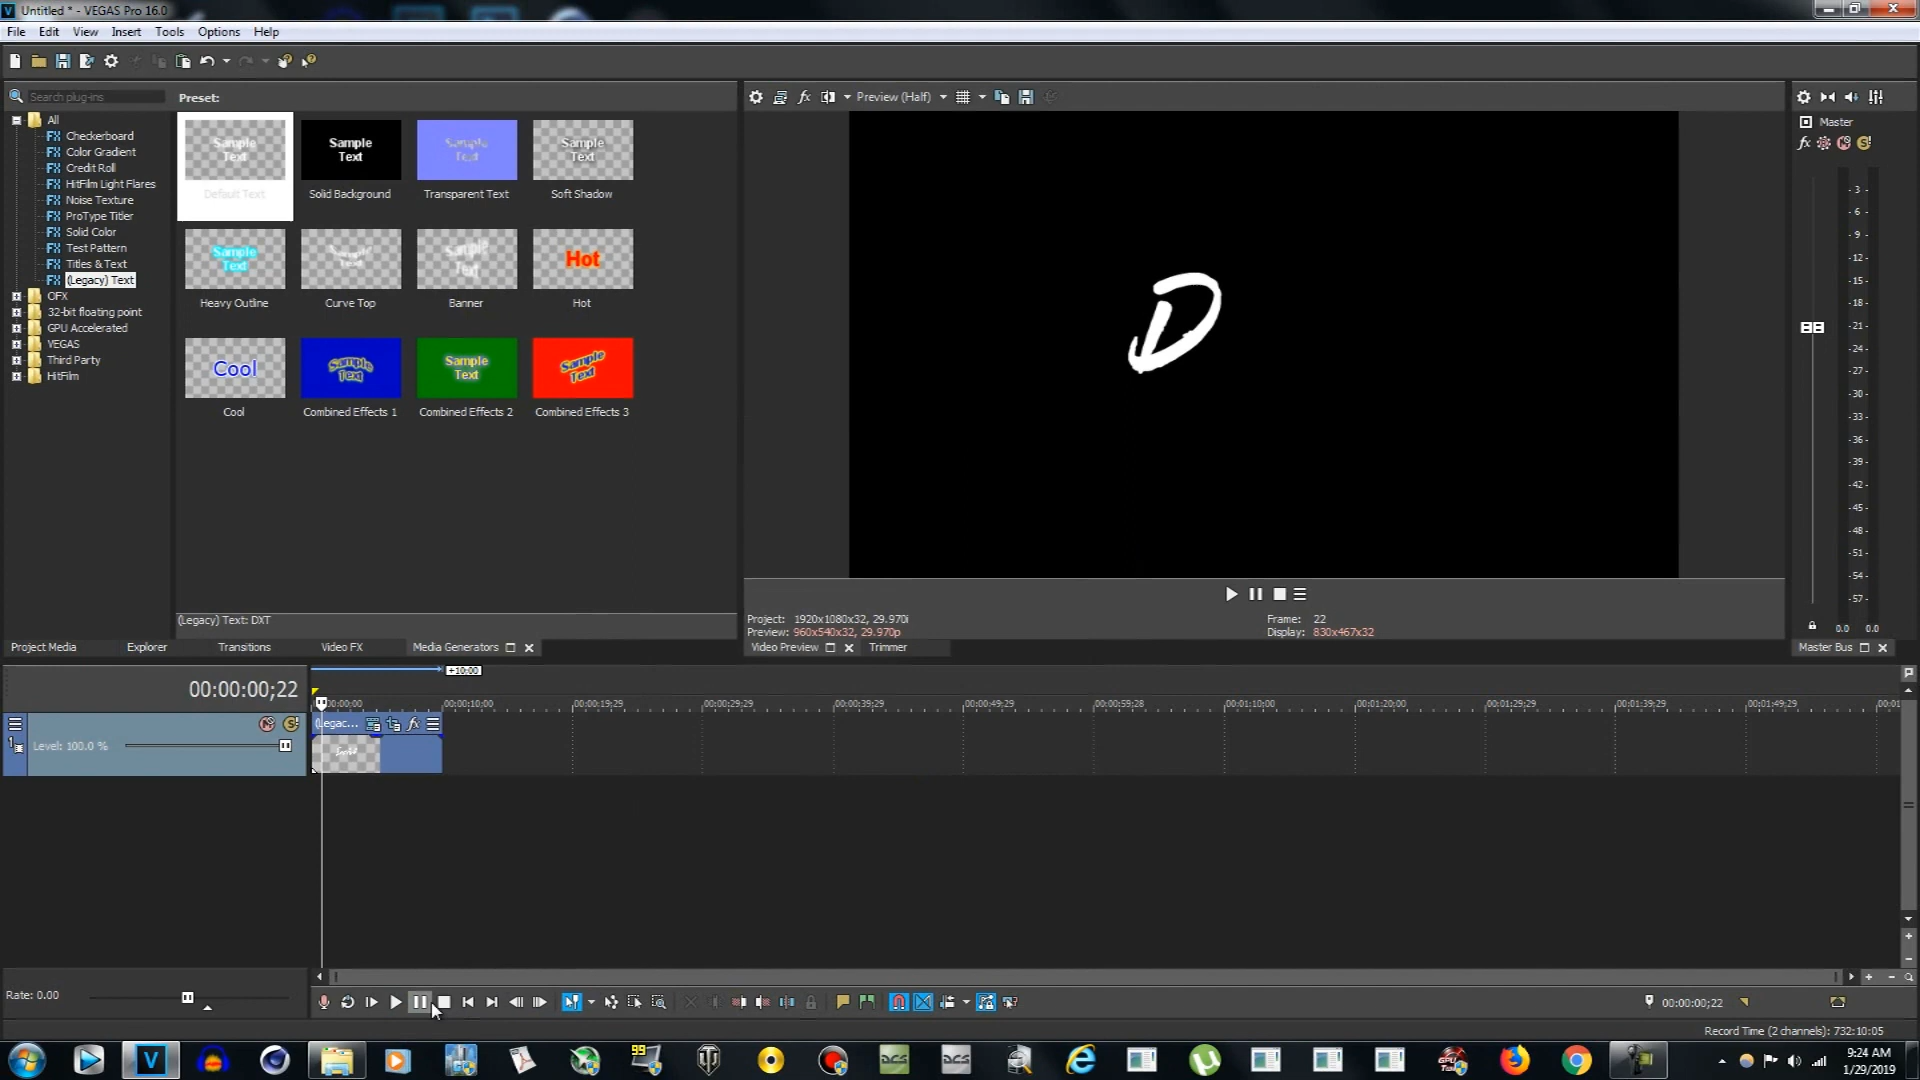 Untitled * - VEGAS Pro 16.0
File Edit View Insert Tools Options Help
Search plug-ins
Preset:
All
Checkerboard
Color Gradient
Credit Roll
HitFilm Light Flares
Noise Texture
ProType Titler
Solid Color
Test Pattern
Titles & Text
(Legacy) Text
OFX
32-bit floating point
GPU Accelerated
VEGAS
Third Party
HitFilm
Sample Text
Default Text
Sample Text
Solid Background
Sample Text
Transparent Text
Sample Text
Soft Shadow
Sample Text
Heavy Outline
Sample Text
Curve Top
Sample Text
Banner
Hot
Hot
Cool
Cool
Sample Text
Combined Effects 1
Sample Text
Combined Effects 2
Sample Text
Combined Effects 3
(Legacy) Text: DXT
Project Media Explorer Transitions Video FX Media Generators
Preview (Half)
D
Project: 1920x1080x32, 29.970i
Preview: 960x540x32, 29.970p
Frame: 22
Display: 830x467x32
Video Preview Trimmer
Master
-3-
-6-
-9-
-12-
-15-
-18-
-21-
-24-
-27-
-30-
-33-
-36-
-39-
-42-
-45-
-48-
-51-
-54-
-57-
0.0 0.0
Master Bus
00:00:00;22
+10:00
00:00:10;00 00:00:19;29 00:00:29;29 00:00:39;29 00:00:49;29 00:00:59;28 00:01:10;00 00:01:20;00 00:01:29;29 00:01:39;29 00:01:49;29
1
Level: 100.0 %
(Legac...
Rate: 0.00
00:00:00;22
Record Time (2 channels): 732:10:05
99
DCS
DCS
9:24 AM
1/29/2019